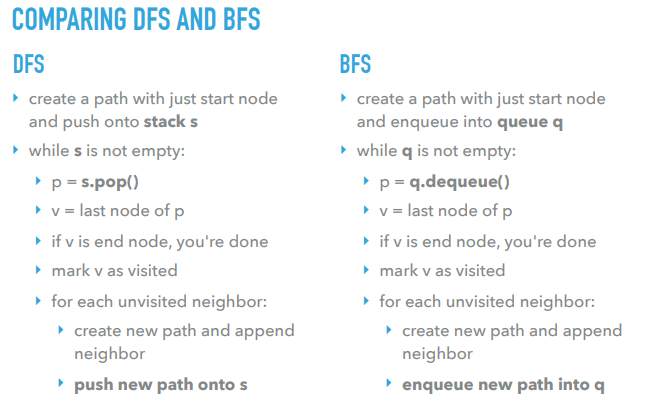 COMPARING DFS AND BFS
DFS
‣ create a path with just start node
and push onto stack s
‣ while s is not empty:
‣ p = s.pop()
‣ v = last node of p
‣ if v is end node, you're done
‣ mark v as visited
‣ for each unvisited neighbor:
‣ create new path and append
neighbor
‣ push new path onto s
BFS
‣ create a path with just start node
and enqueue into queue q
‣ while q is not empty:
‣ p = q.dequeue()
‣ v = last node of p
‣ if v is end node, you're done
‣ mark v as visited
‣ for each unvisited neighbor:
‣ create new path and append
neighbor
‣ enqueue new path into q